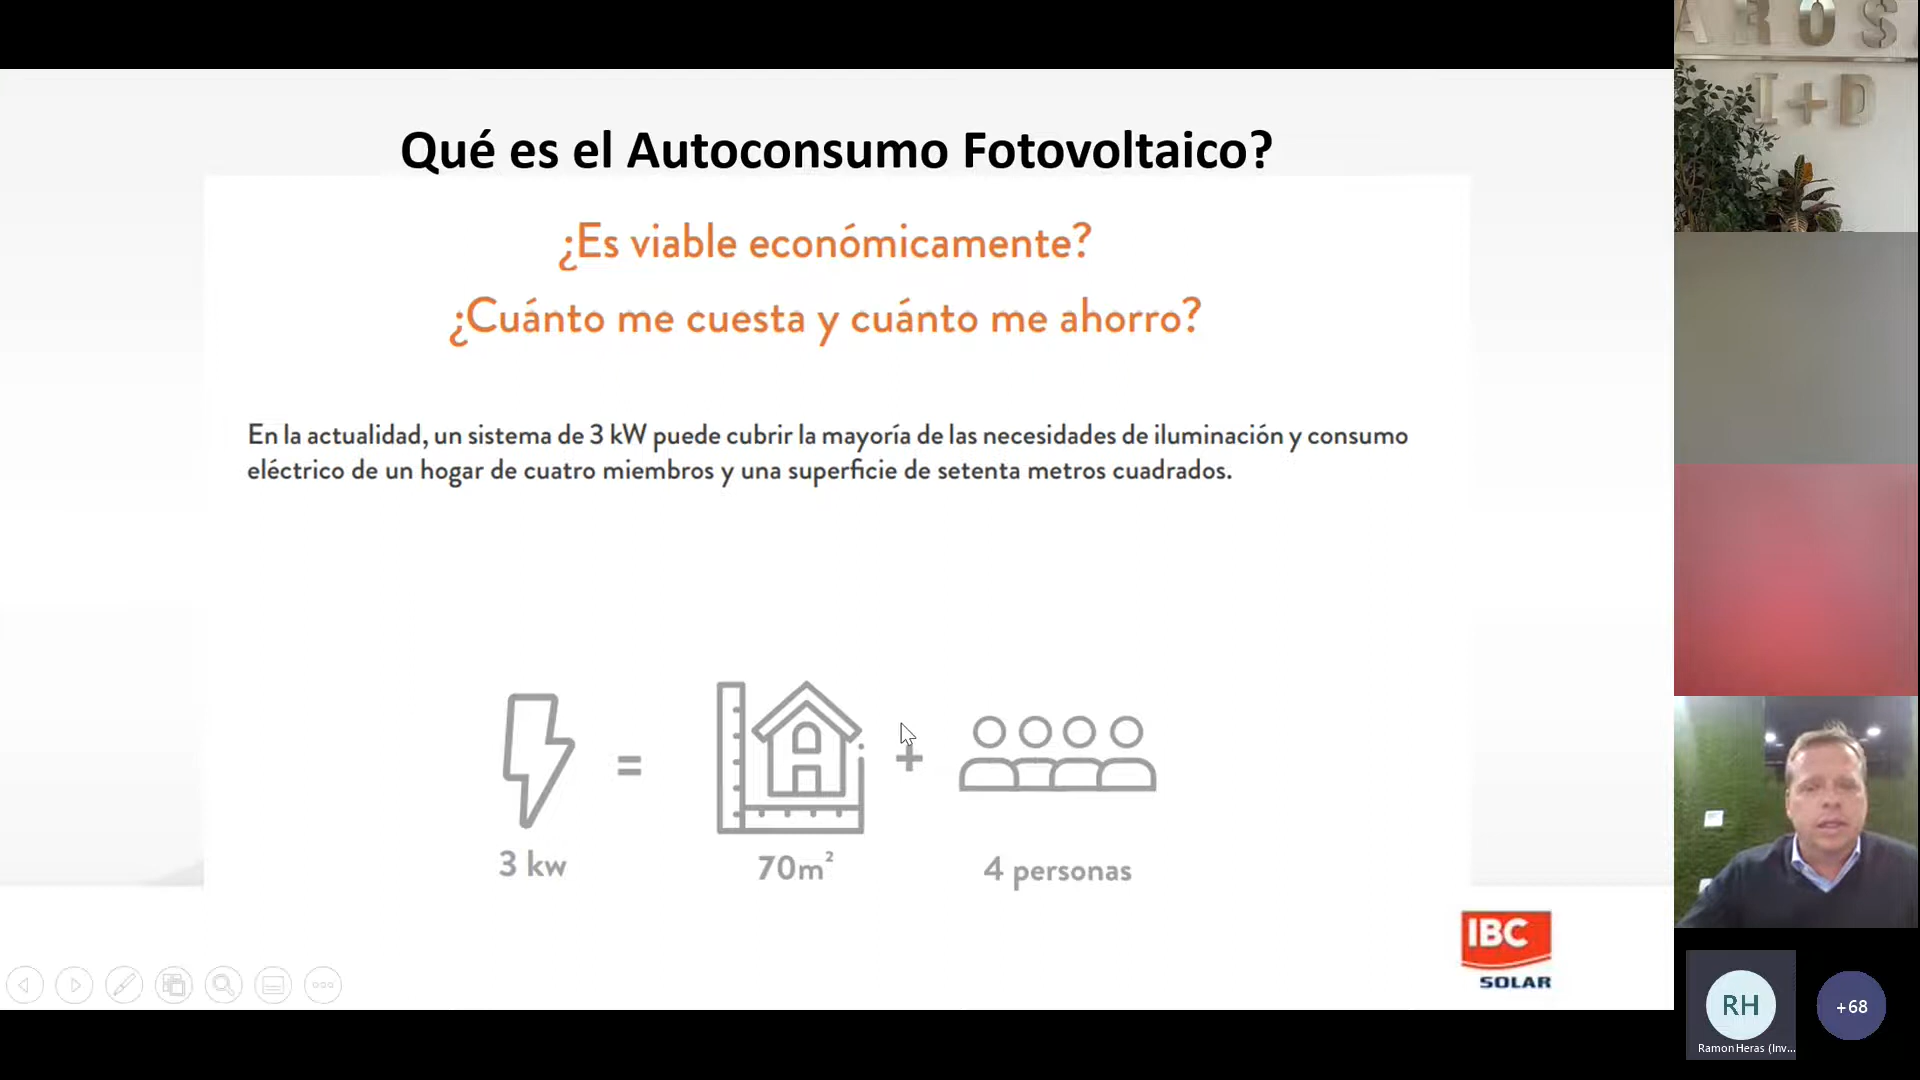 Qué es el Autoconsumo Fotovoltaico?
¿Es viable económicamente?
¿Cuánto me cuesta y cuánto me ahorro?
En la actualidad, un sistema de 3 kW puede cubrir la mayoría de las necesidades de iluminación y consumo
eléctrico de un hogar de cuatro miembros y una superficie de setenta metros cuadrados.
=
+
3 kw
70m²
4 personas
IBC
SOLAR
AROS
I+D
RH
Ramon Heras (Inv...
+68